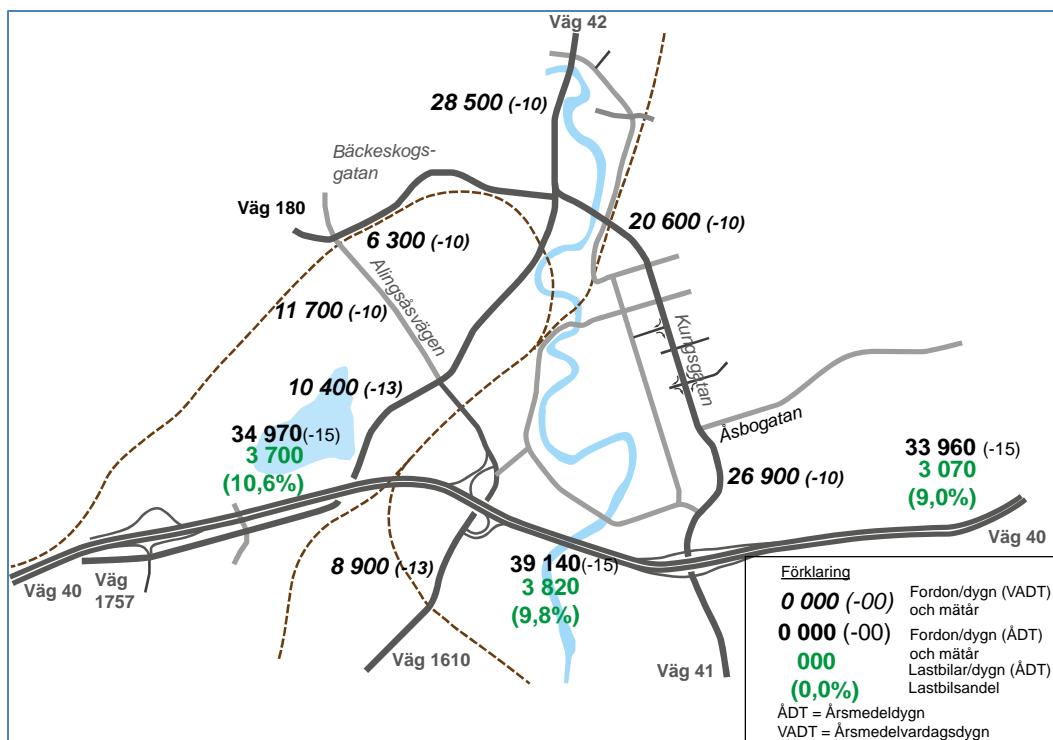 Väg 42
28 500 (-10)
Bäckeskogs-
gatan
Väg 180
20 600 (-10)
6 300 (-10)
Alingsåsvägen
11 700 (-10)
Kungsgatan
10 400 (-13)
Åsbogatan
34 970(-15)
3 700
(10,6%)
33 960 (-15)
3 070
(9,0%)
26 900 (-10)
Väg 40
8 900 (-13)
39 140(-15)
3 820
(9,8%)
Väg 40
Väg
1757
Väg 1610
Väg 41
Förklaring
0 000 (-00)
Fordon/dygn (VADT)
och mätår
0 000 (-00)
Fordon/dygn (ÅDT)
och mätår
000
Lastbilar/dygn (ÅDT)
(0,0%)
Lastbilsandel
ÅDT = Årsmedeldygn
VADT = Årsmedelvardagsdygn